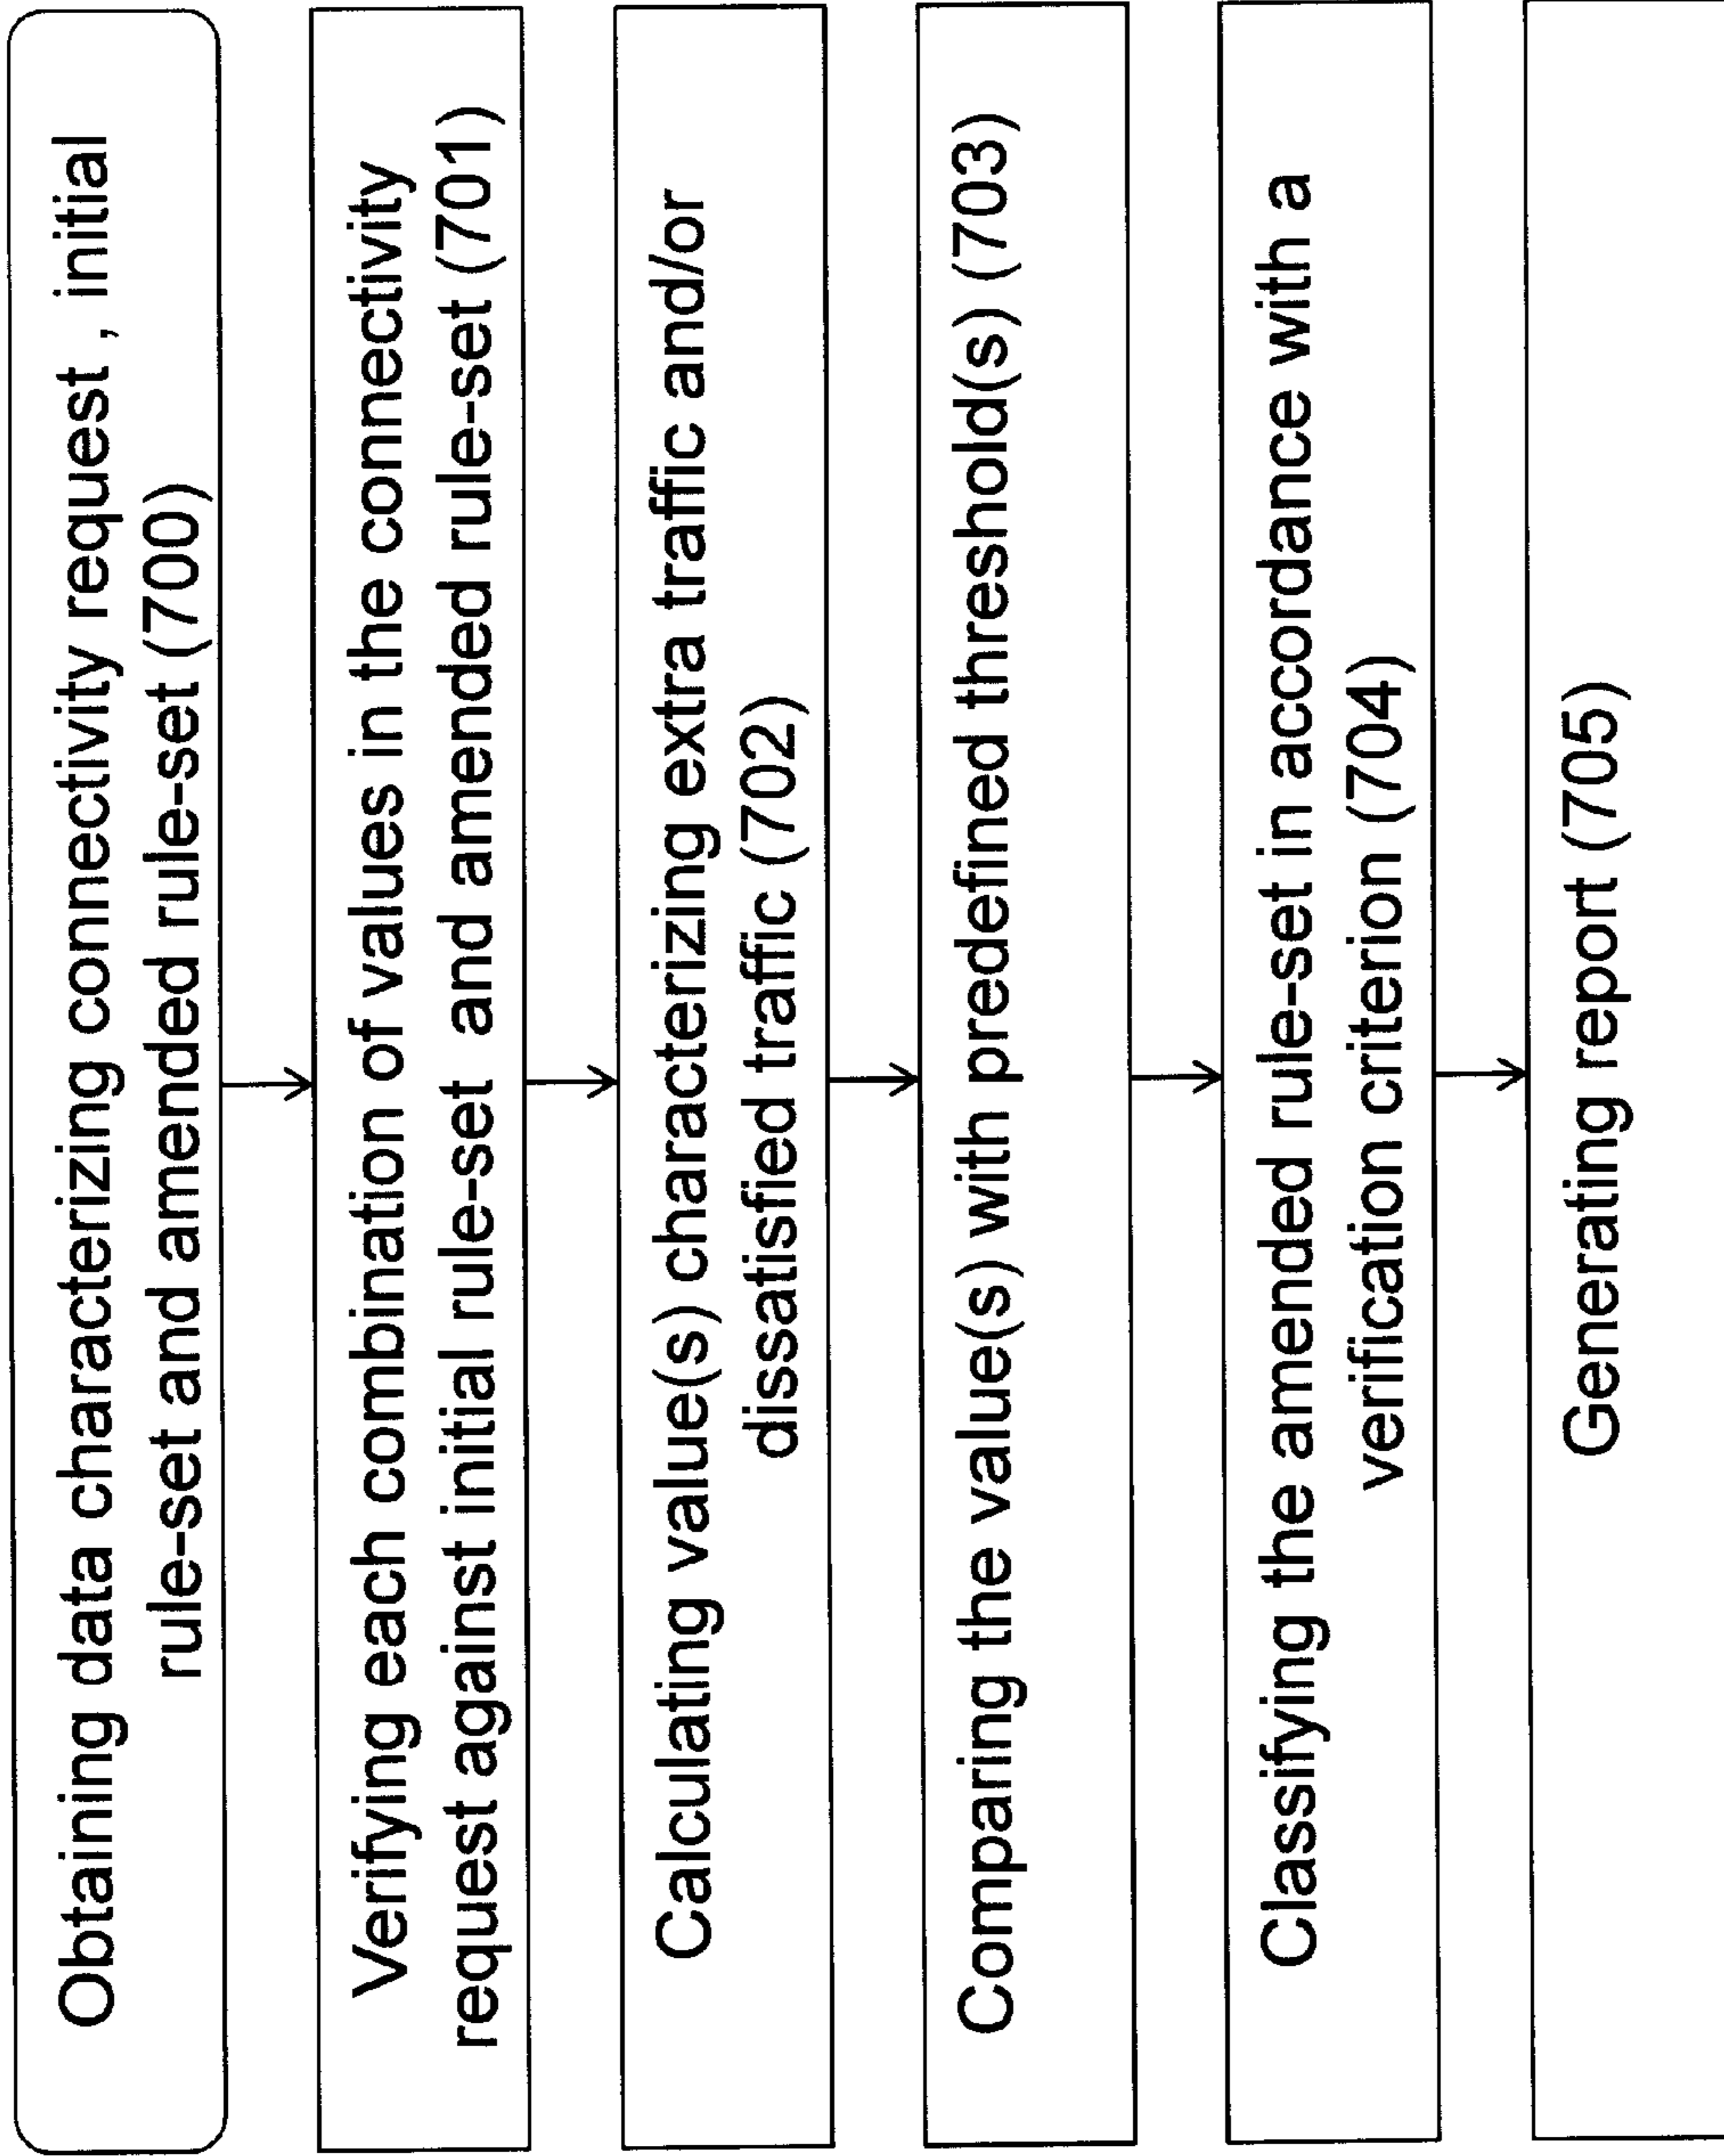 Obtaining data characterizing connectivity request , initial
rule-set and amended rule-set (700)
Verifying each combination of values in the connectivity
request against initial rule-set and amended rule-set (701)
Calculating value(s) characterizing extra traffic and/or
dissatisfied traffic (702)
Comparing the value(s) with predefined threshold(s) (703)
Classifying the amended rule-set in accordance with a
verification criterion (704)
Generating report (705)